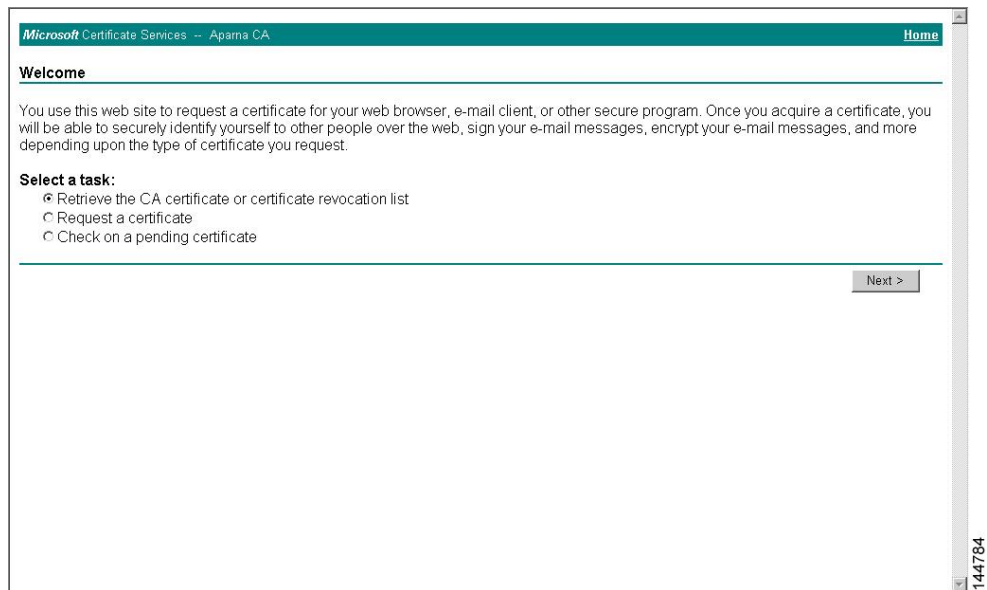 Microsoft Certificate Services -- Aparna CA Home
Welcome
You use this web site to request a certificate for your web browser, e-mail client, or other secure program. Once you acquire a certificate, you
will be able to securely identify yourself to other people over the web, sign your e-mail messages, encrypt your e-mail messages, and more
depending upon the type of certificate you request.
Select a task:
Retrieve the CA certificate or certificate revocation list
Request a certificate
Check on a pending certificate
Next >
144784